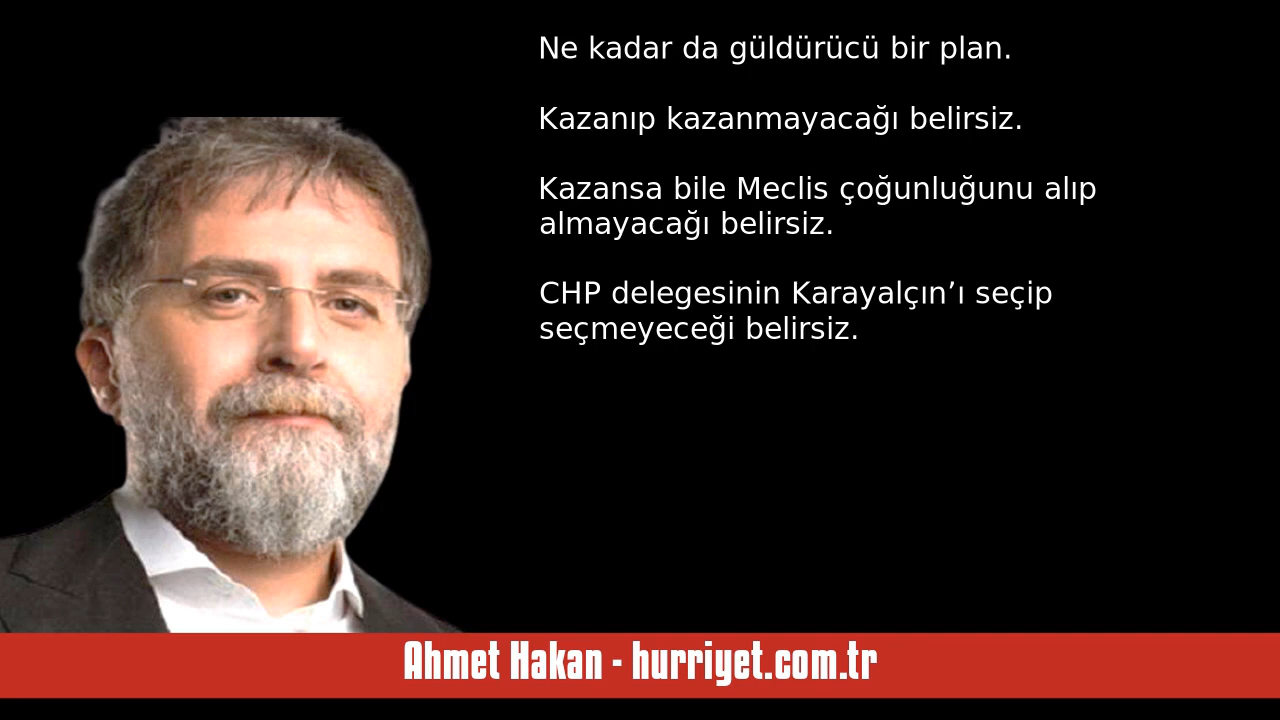 Ne kadar da güldürücü bir plan.
Kazanıp kazanmayacağı belirsiz.
Kazansa bile Meclis çoğunluğunu alıp
almayacağı belirsiz.
CHP delegesinin Karayalçın’ı seçip
seçmeyeceği belirsiz.
Ahmet Hakan - hurriyet.com.tr